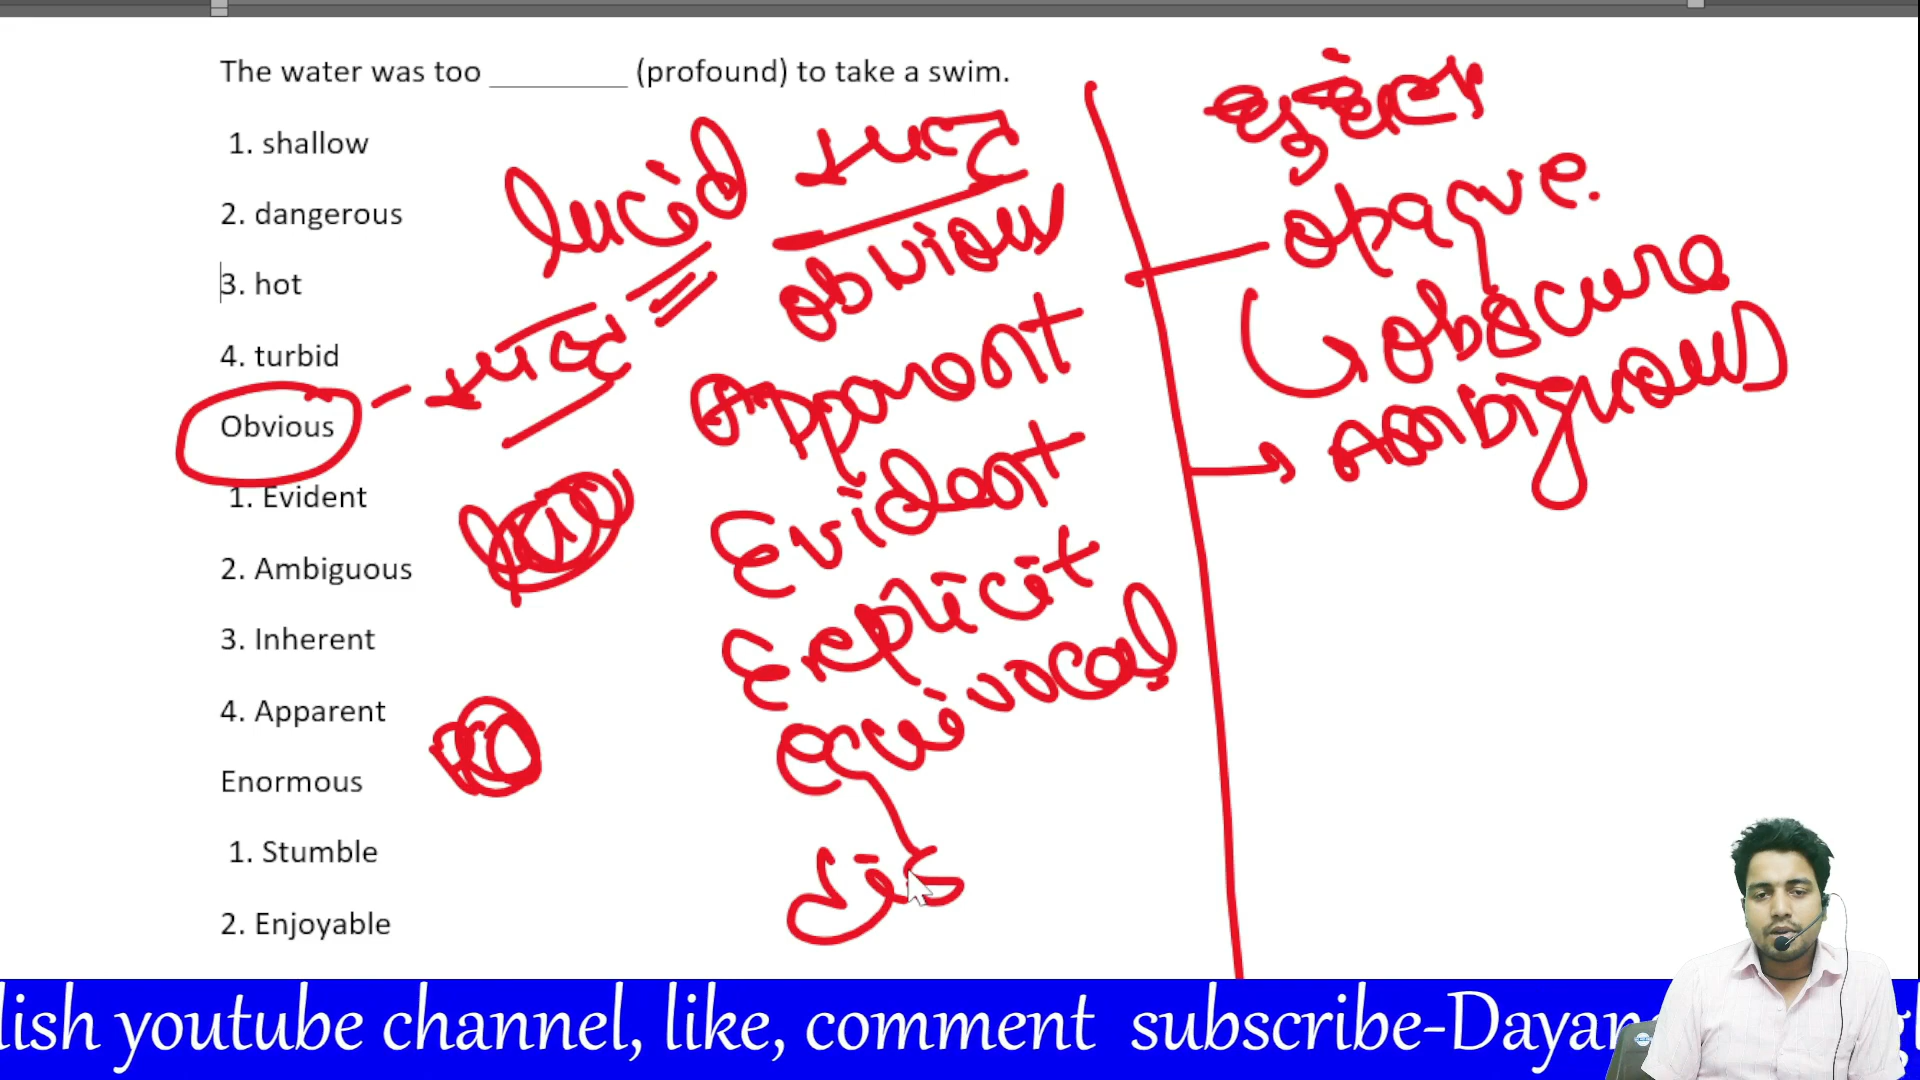 The water was too ________ (profound) to take a swim.
1. shallow
2. dangerous
3. hot
4. turbid
Obvious
1. Evident
2. Ambiguous
3. Inherent
4. Apparent
Enormous
1. Stumble
2. Enjoyable
lucid
स्पष्ट
obvious
Apparent
Evident
Explicit
equivocal
dis
स्पष्ट
opaque.
obscure
Ambiguous
lish youtube channel, like, comment subscribe-Dayan